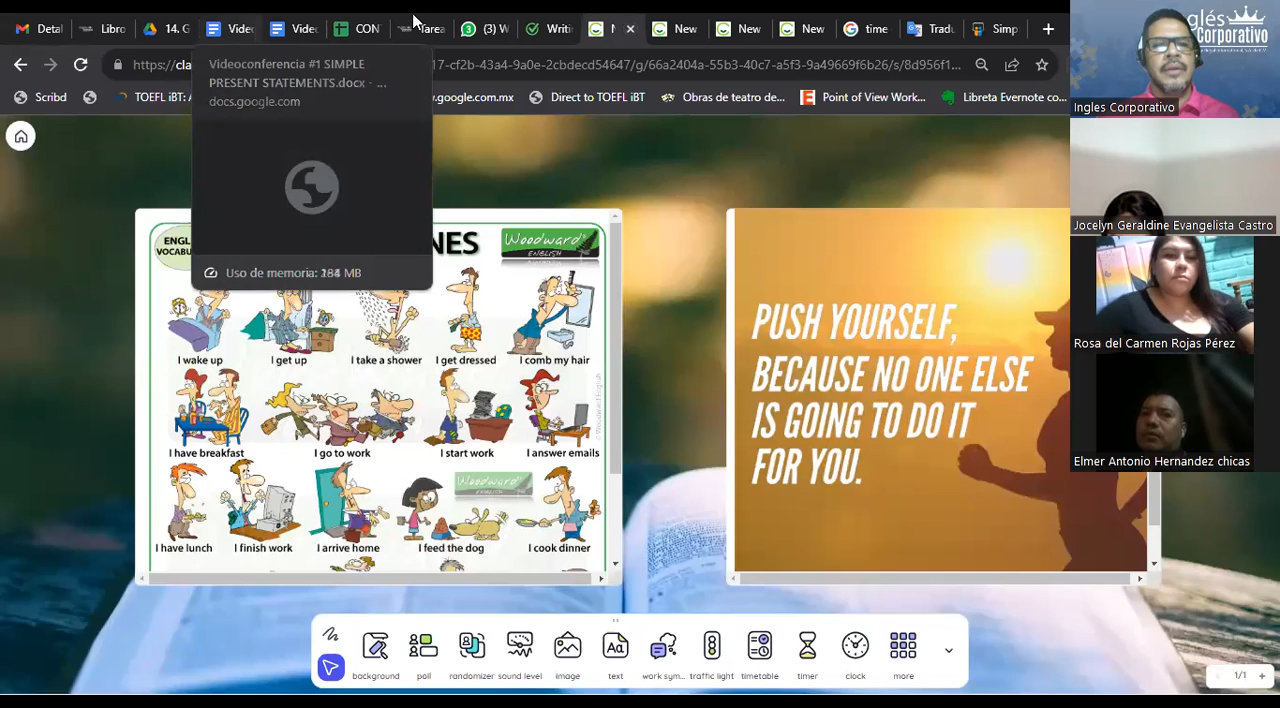 Detal
Libro
14. G
Video
Video
CON
Tarea
(3) W
Writi
N
New
New
New
time
Tradu
Simp
https://cla
17-cf2b-43a4-9a0e-2cbdecd54647/g/66a2404a-55b3-40c7-a5f3-9a49669f6b26/s/8d956f1...
Scribd
TOEFL iBT: A
w.google.com.mx
Direct to TOEFL iBT
Obras de teatro de...
Point of View Work...
Libreta Evernote co...
Videoconferencia #1 SIMPLE
PRESENT STATEMENTS.docx - ...
docs.google.com
Uso de memoria: MB
ENGL
VOCABU
NES
Woodward
ENGLISH
I wake up
I get up
I take a shower
I get dressed
I comb my hair
I have breakfast
I go to work
I start work
I answer emails
Woodward
I have lunch
I finish work
I arrive home
I feed the dog
I cook dinner
PUSH YOURSELF,
BECAUSE NO ONE ELSE
IS GOING TO DO IT
FOR YOU.
glés
Corporativo
Ingles Corporativo
Jocelyn Geraldine Evangelista Castro
Rosa del Carmen Rojas Pérez
Elmer Antonio Hernandez chicas
background
poll
randomizer
sound level
image
text
work sym...
traffic light
timetable
timer
clock
more
1/1